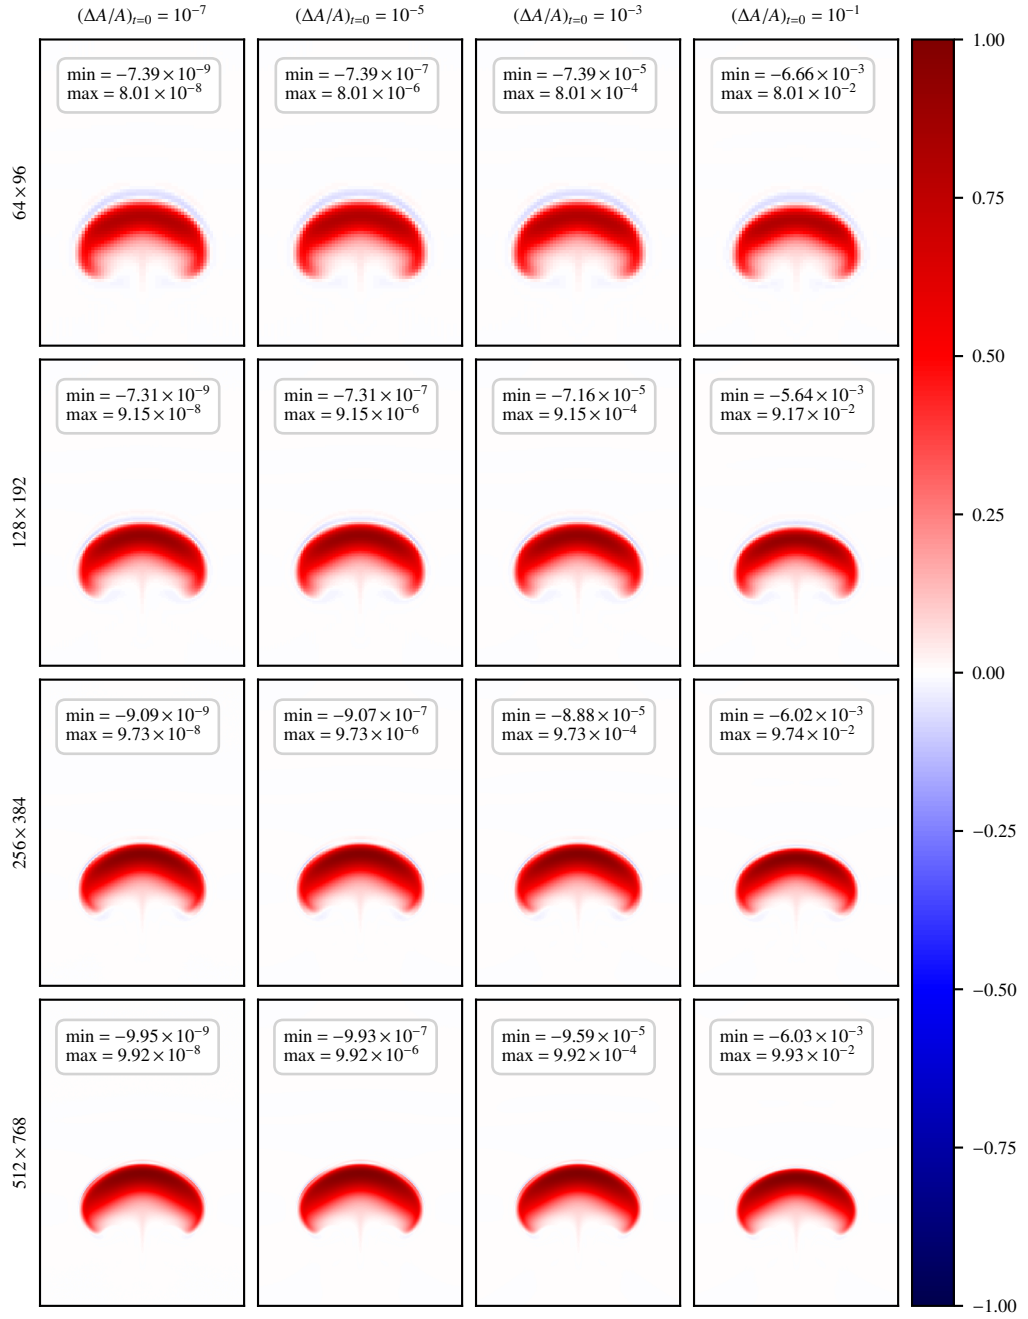 (ΔA/A)ₜ₌₀ = 10⁻⁷ (ΔA/A)ₜ₌₀ = 10⁻⁵ (ΔA/A)ₜ₌₀ = 10⁻³ (ΔA/A)ₜ₌₀ = 10⁻¹
64×96
min = −7.39×10⁻⁹
max = 8.01×10⁻⁸
min = −7.39×10⁻⁷
max = 8.01×10⁻⁶
min = −7.39×10⁻⁵
max = 8.01×10⁻⁴
min = −6.66×10⁻³
max = 8.01×10⁻²
128×192
min = −7.31×10⁻⁹
max = 9.15×10⁻⁸
min = −7.31×10⁻⁷
max = 9.15×10⁻⁶
min = −7.16×10⁻⁵
max = 9.15×10⁻⁴
min = −5.64×10⁻³
max = 9.17×10⁻²
256×384
min = −9.09×10⁻⁹
max = 9.73×10⁻⁸
min = −9.07×10⁻⁷
max = 9.73×10⁻⁶
min = −8.88×10⁻⁵
max = 9.73×10⁻⁴
min = −6.02×10⁻³
max = 9.74×10⁻²
512×768
min = −9.95×10⁻⁹
max = 9.92×10⁻⁸
min = −9.93×10⁻⁷
max = 9.92×10⁻⁶
min = −9.59×10⁻⁵
max = 9.92×10⁻⁴
min = −6.03×10⁻³
max = 9.93×10⁻²
1.00
0.75
0.50
0.25
0.00
−0.25
−0.50
−0.75
−1.00